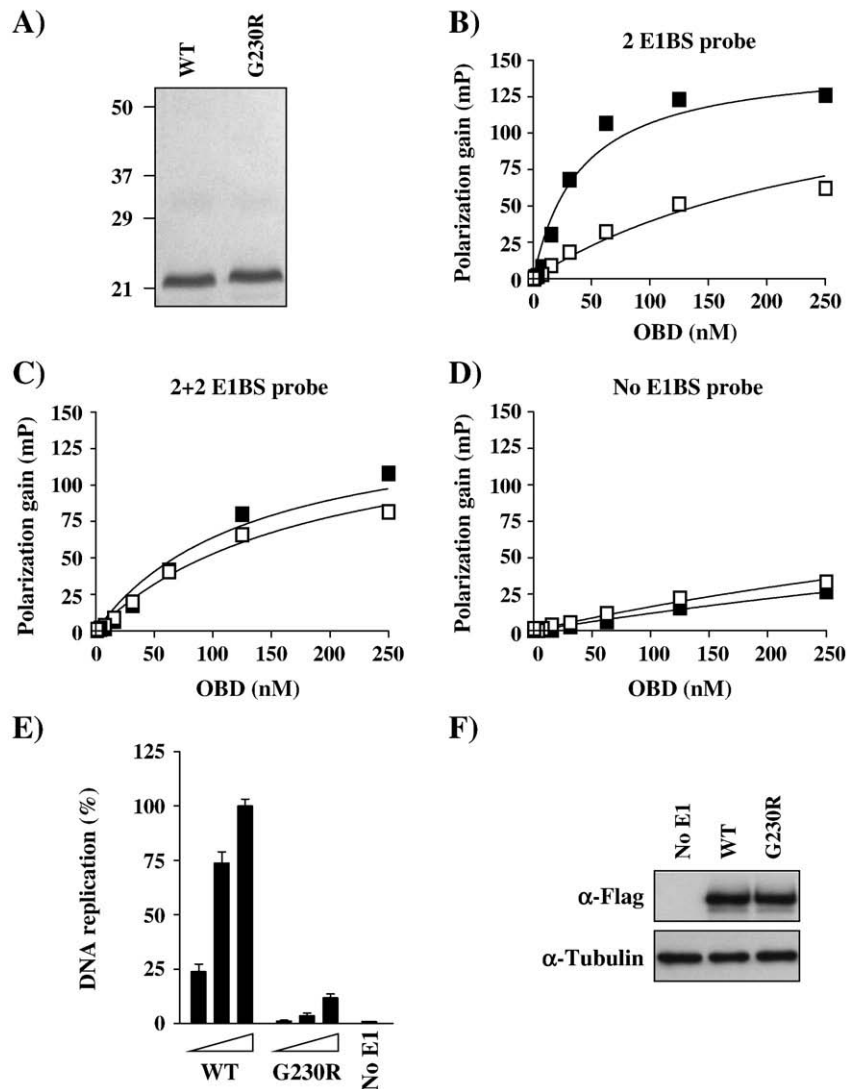 A)
WT
G230R
50
37
29
21
B)
2 E1BS probe
Polarization gain (mP)
150
125
100
75
50
25
0
0 50 100 150 200 250
OBD (nM)
C)
2+2 E1BS probe
Polarization gain (mP)
150
125
100
75
50
25
0
0 50 100 150 200 250
OBD (nM)
D)
No E1BS probe
Polarization gain (mP)
150
125
100
75
50
25
0
0 50 100 150 200 250
OBD (nM)
E)
DNA replication (%)
125
100
75
50
25
0
WT
G230R
No E1
F)
No E1
WT
G230R
α-Flag
α-Tubulin